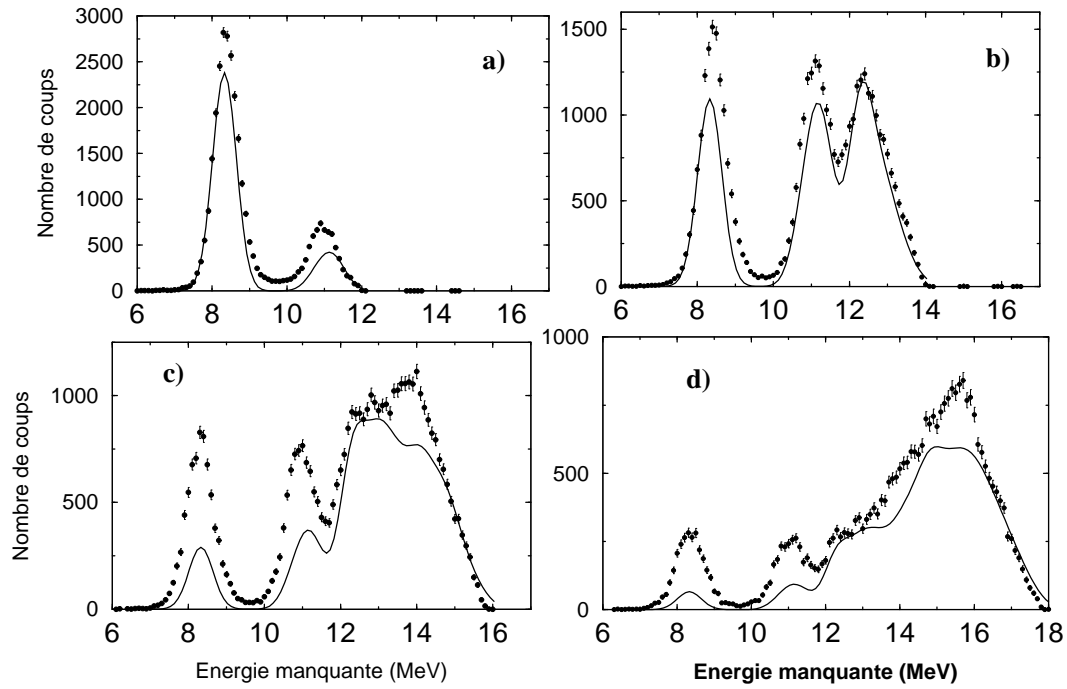 a)
3000
2500
2000
1500
1000
500
0
6 8 10 12 14 16
Nombre de coups
b)
1500
1000
500
0
6 8 10 12 14 16
c)
1000
500
0
6 8 10 12 14 16
Nombre de coups
Energie manquante (MeV)
d)
1000
500
0
6 8 10 12 14 16 18
Energie manquante (MeV)